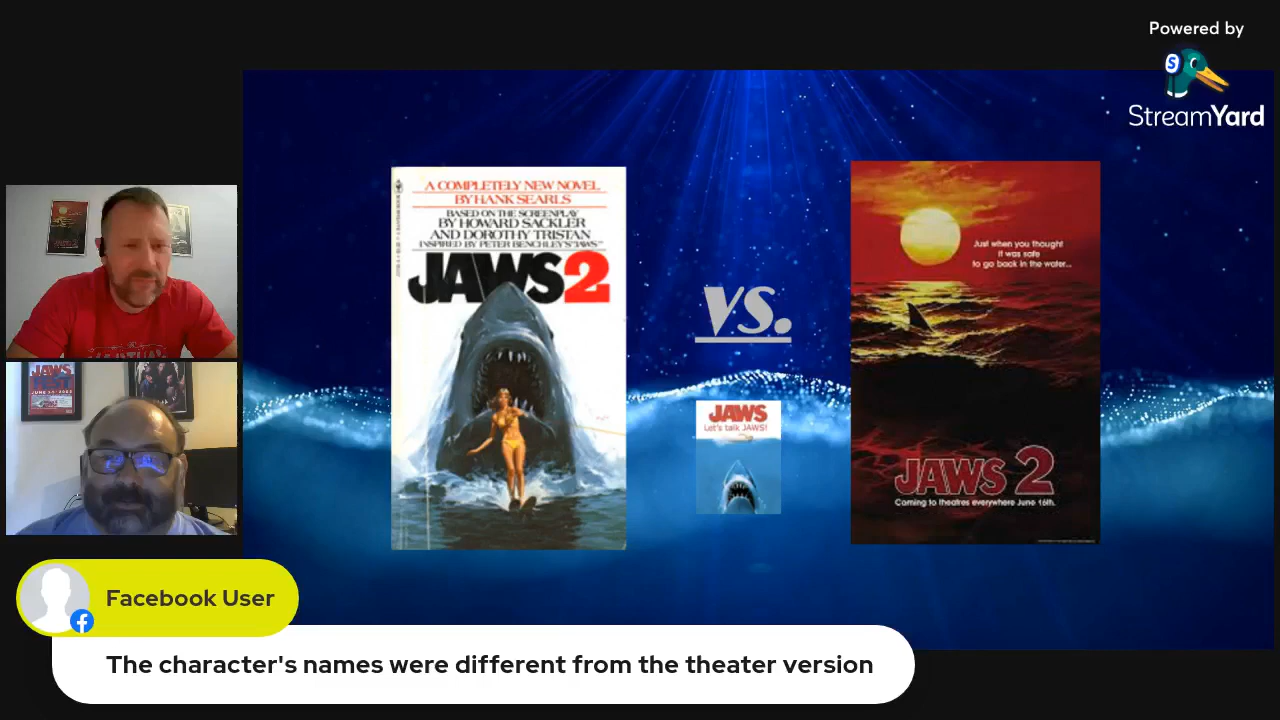 Powered by
S
StreamYard
A COMPLETELY NEW NOVEL
BY HANK SEARLS
BASED ON THE SCREENPLAY
BY HOWARD SACKLER
AND DOROTHY TRISTAN
INSPIRED BY PETER BENCHLEY'S "JAWS"
JAWS 2
vs.
JAWS
Let's talk JAWS!
Just when you thought
it was safe
to go back in the water...
JAWS 2
Coming to theatres everywhere June 16th.
JAWS
Facebook User
The character's names were different from the theater version